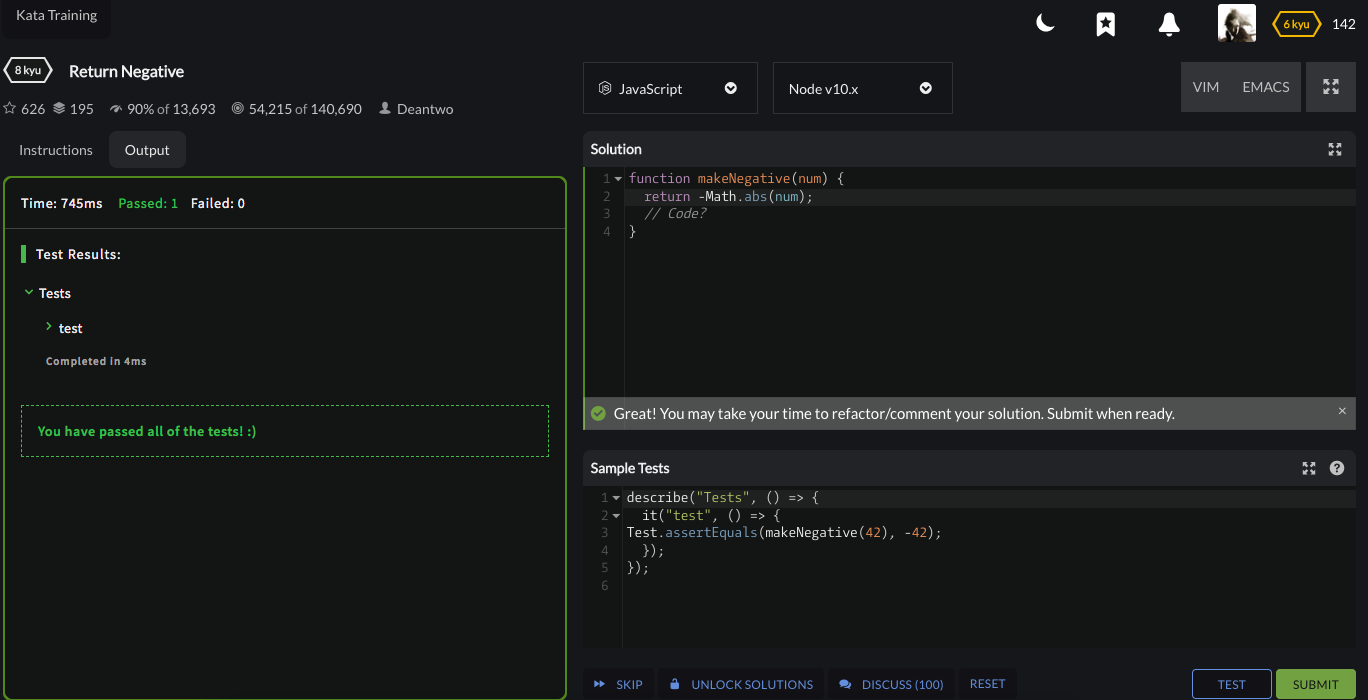 Kata Training
6 kyu 142
8 kyu Return Negative
626 195 90% of 13,693 54,215 of 140,690 Deantwo
Instructions Output
Time: 745ms Passed: 1 Failed: 0
Test Results:
Tests
test
Completed in 4ms
You have passed all of the tests! :)
JavaScript Node v10.x VIM EMACS
Solution
1 function makeNegative(num) {
2 return -Math.abs(num);
3 // Code?
4 }
Great! You may take your time to refactor/comment your solution. Submit when ready. ×
Sample Tests ?
1 describe("Tests", () => {
2 it("test", () => {
3 Test.assertEquals(makeNegative(42), -42);
4 });
5 });
6
SKIP UNLOCK SOLUTIONS DISCUSS (100) RESET TEST SUBMIT